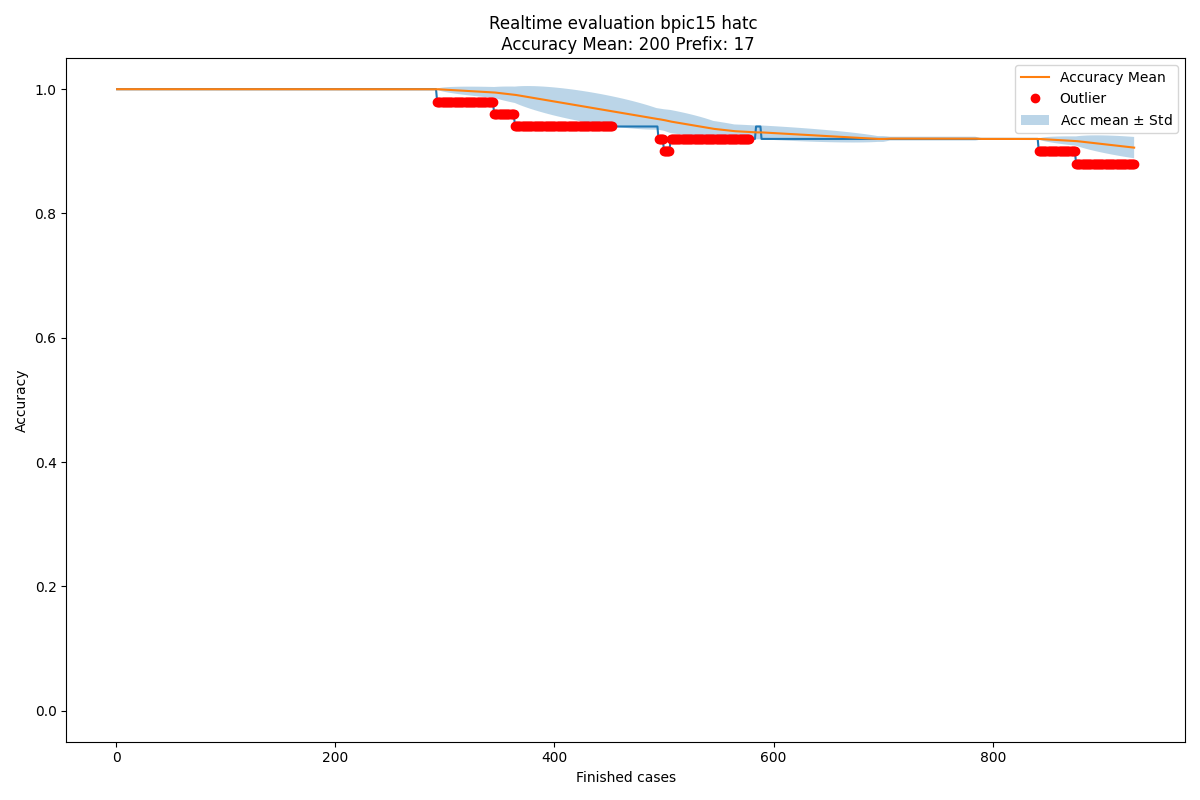 Realtime evaluation bpic15 hatc
Accuracy Mean: 200 Prefix: 17
Accuracy Mean
Outlier
Acc mean ± Std
Accuracy
1.0
0.8
0.6
0.4
0.2
0.0
0 200 400 600 800
Finished cases